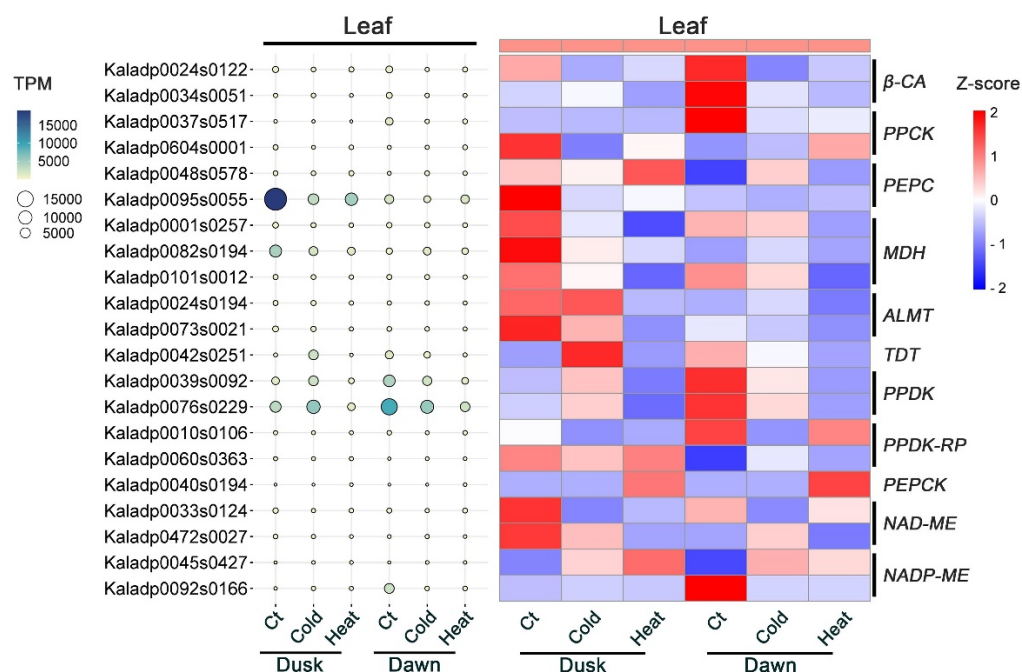 Leaf
Leaf
TPM
15000
10000
5000
15000
10000
5000
Kaladp0024s0122
Kaladp0034s0051
Kaladp0037s0517
Kaladp0604s0001
Kaladp0048s0578
Kaladp0095s0055
Kaladp0001s0257
Kaladp0082s0194
Kaladp0101s0012
Kaladp0024s0194
Kaladp0073s0021
Kaladp0042s0251
Kaladp0039s0092
Kaladp0076s0229
Kaladp0010s0106
Kaladp0060s0363
Kaladp0040s0194
Kaladp0033s0124
Kaladp0472s0027
Kaladp0045s0427
Kaladp0092s0166
β-CA
PPCK
PEPC
MDH
ALMT
TDT
PPDK
PPDK-RP
PEPCK
NAD-ME
NADP-ME
Z-score
2
1
0
- 1
- 2
Ct Cold Heat Ct Cold Heat
Dusk Dawn
Ct Cold Heat Ct Cold Heat
Dusk Dawn